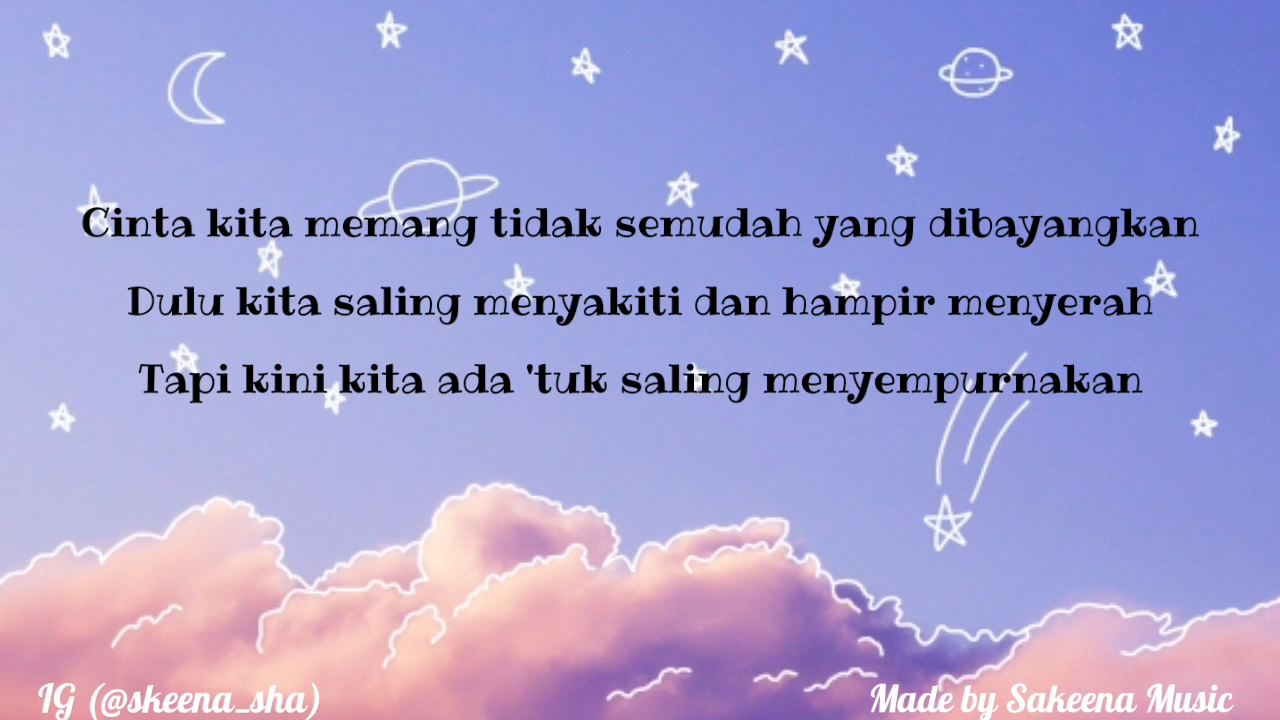 Cinta kita memang tidak semudah yang dibayangkan
Dulu kita saling menyakiti dan hampir menyerah
Tapi kini kita ada 'tuk saling menyempurnakan
IG (@skeena_sha)
Made by Sakeena Music